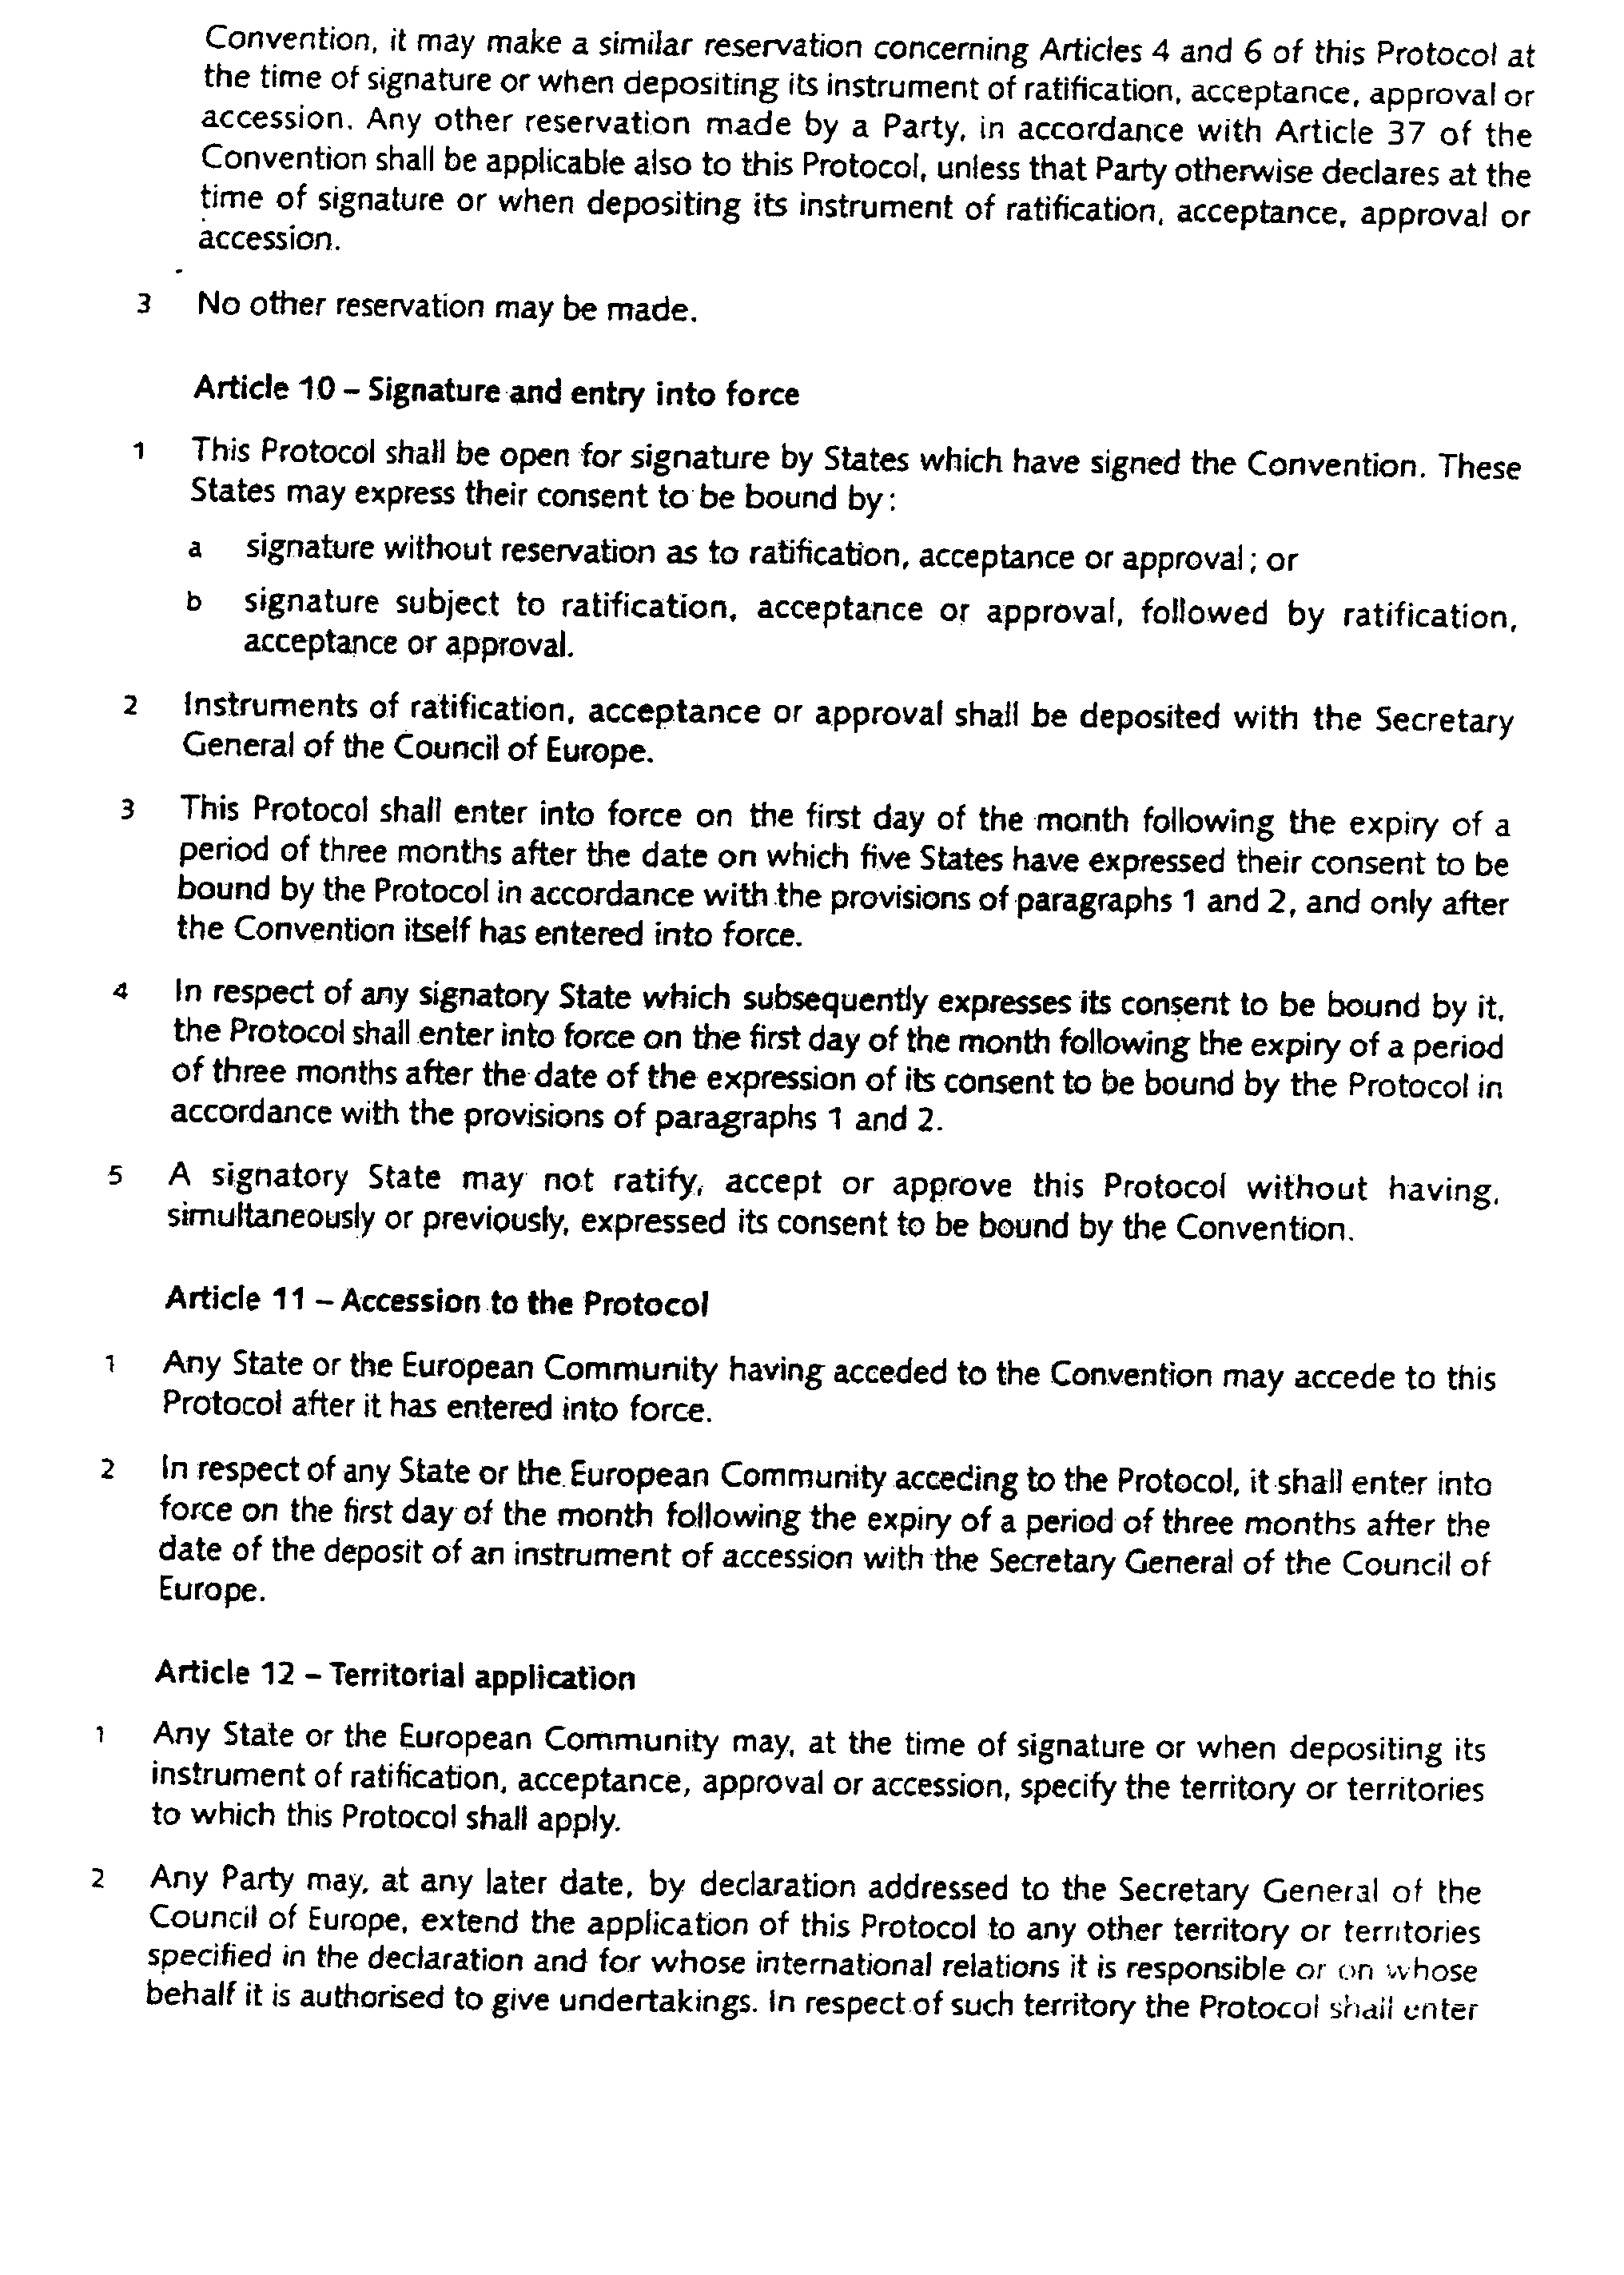 Convention, it may make a similar reservation concerning Articles 4 and 6 of this Protocol at
the time of signature or when depositing its instrument of ratification, acceptance, approval or
accession. Any other reservation made by a Party, in accordance with Article 37 of the
Convention shall be applicable also to this Protocol, unless that Party otherwise declares at the
time of signature or when depositing its instrument of ratification, acceptance, approval or
accession.
3 No other reservation may be made.
Article 10 – Signature and entry into force
1 This Protocol shall be open for signature by States which have signed the Convention. These
States may express their consent to be bound by:
a signature without reservation as to ratification, acceptance or approval; or
b signature subject to ratification, acceptance or approval, followed by ratification,
acceptance or approval.
2 Instruments of ratification, acceptance or approval shall be deposited with the Secretary
General of the Council of Europe.
3 This Protocol shall enter into force on the first day of the month following the expiry of a
period of three months after the date on which five States have expressed their consent to be
bound by the Protocol in accordance with the provisions of paragraphs 1 and 2, and only after
the Convention itself has entered into force.
4 In respect of any signatory State which subsequently expresses its consent to be bound by it,
the Protocol shall enter into force on the first day of the month following the expiry of a period
of three months after the date of the expression of its consent to be bound by the Protocol in
accordance with the provisions of paragraphs 1 and 2.
5 A signatory State may not ratify, accept or approve this Protocol without having,
simultaneously or previously, expressed its consent to be bound by the Convention.
Article 11 – Accession to the Protocol
1 Any State or the European Community having acceded to the Convention may accede to this
Protocol after it has entered into force.
2 In respect of any State or the European Community acceding to the Protocol, it shall enter into
force on the first day of the month following the expiry of a period of three months after the
date of the deposit of an instrument of accession with the Secretary General of the Council of
Europe.
Article 12 – Territorial application
1 Any State or the European Community may, at the time of signature or when depositing its
instrument of ratification, acceptance, approval or accession, specify the territory or territories
to which this Protocol shall apply.
2 Any Party may, at any later date, by declaration addressed to the Secretary General of the
Council of Europe, extend the application of this Protocol to any other territory or territories
specified in the declaration and for whose international relations it is responsible or on whose
behalf it is authorised to give undertakings. In respect of such territory the Protocol shall enter